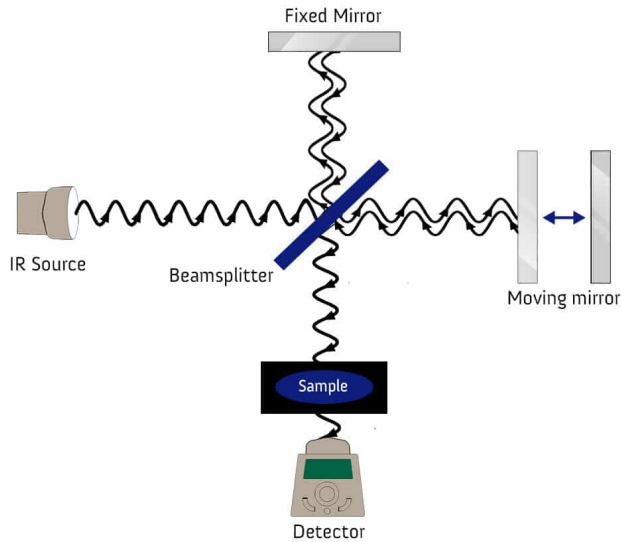 Fixed Mirror
IR Source
Beamsplitter
Moving mirror
Sample
Detector